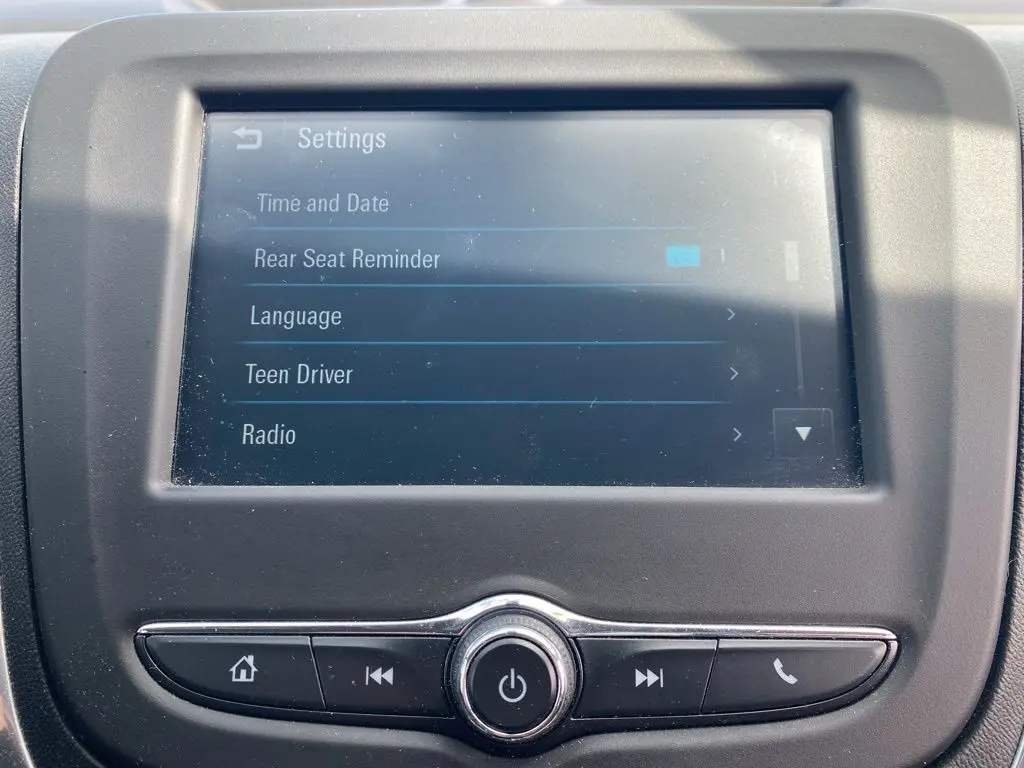 Settings
Time and Date
Rear Seat Reminder
Language
Teen Driver
Radio